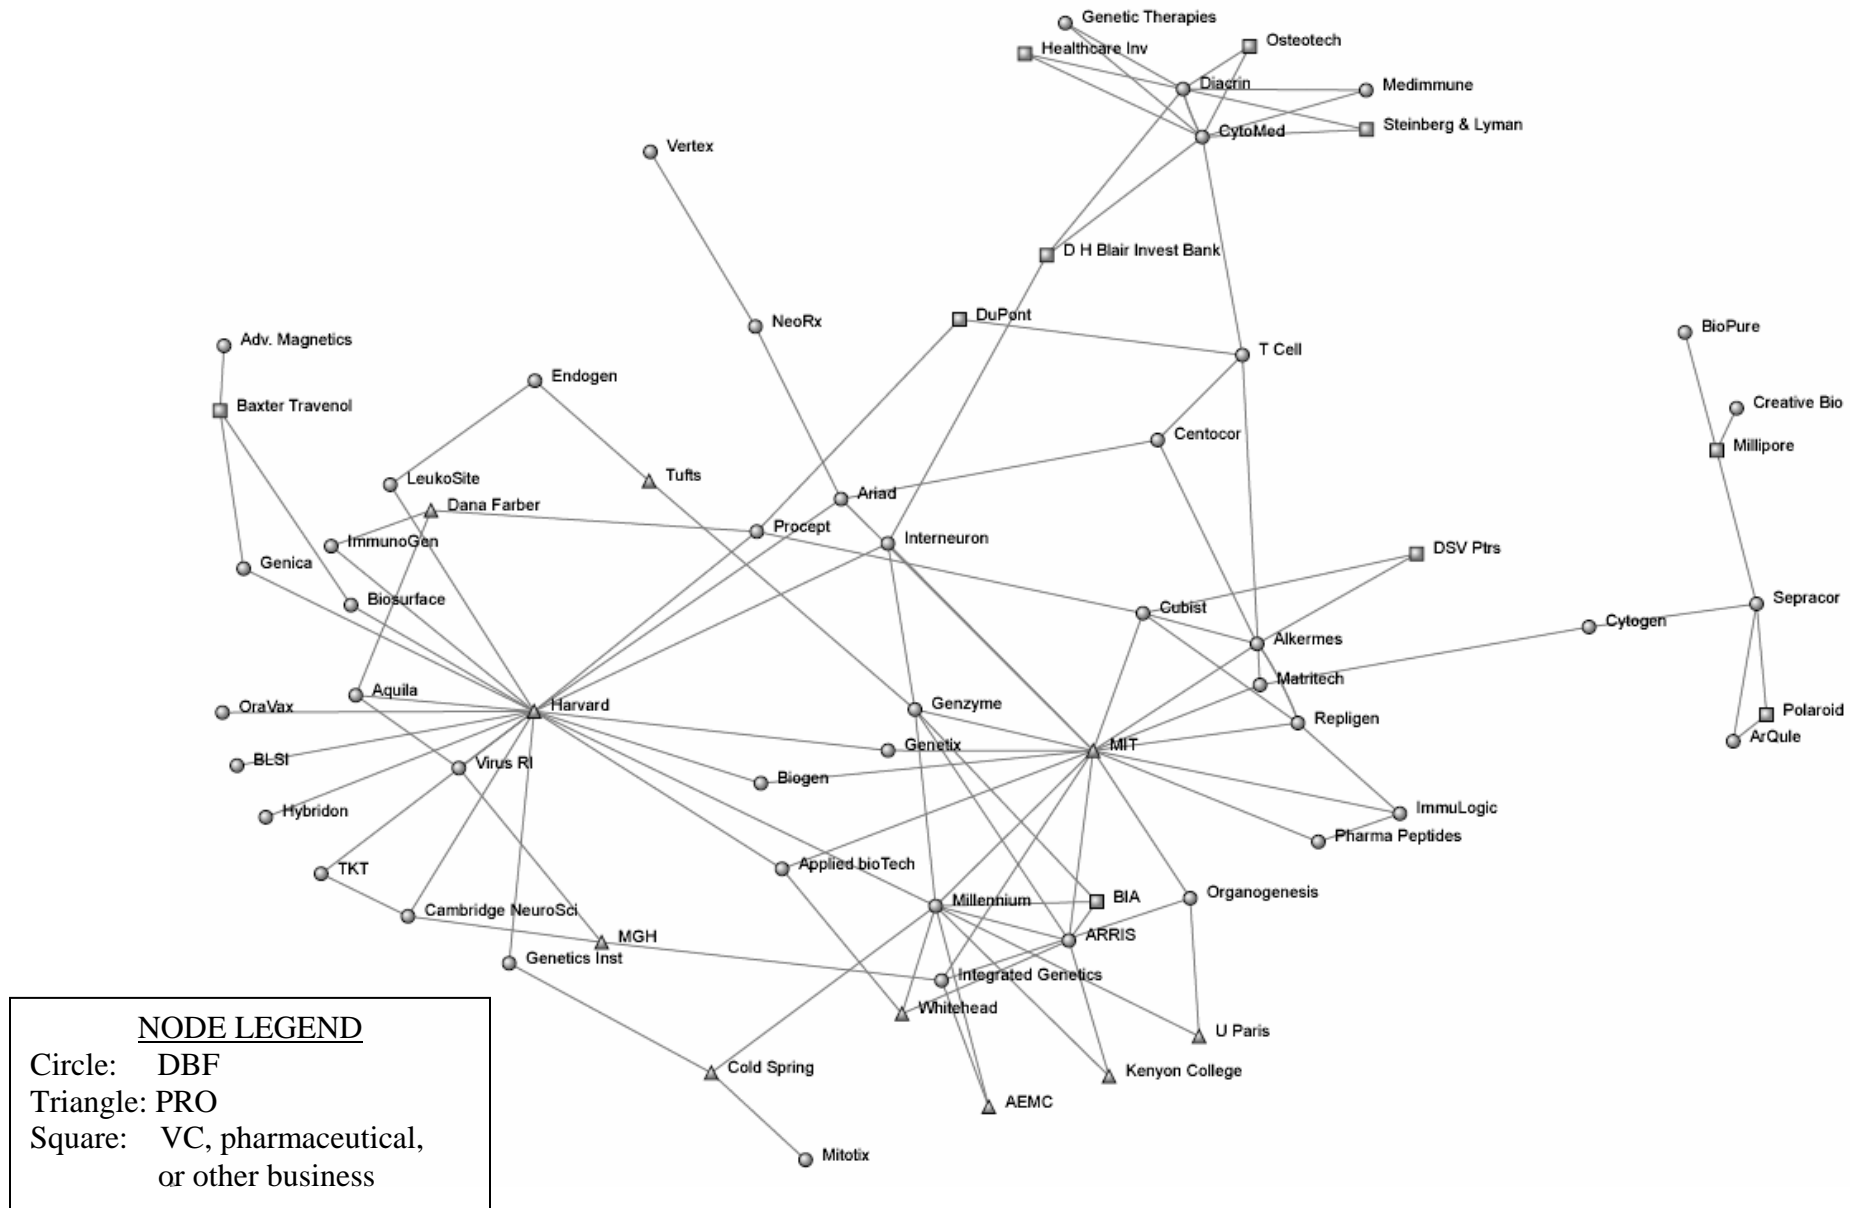 Genetic Therapies
Osteotech
Healthcare Inv
Diacrin
Medimmune
Steinberg & Lyman
CytoMed
Vertex
D H Blair Invest Bank
DuPont
NeoRx
BioPure
Adv. Magnetics
T Cell
Endogen
Creative Bio
Baxter Travenol
Centocor
Millipore
Tufts
LeukoSite
Ariad
Dana Farber
Procept
Interneuron
ImmunoGen
DSV Ptrs
Genica
Biosurface
Sepracor
Cubist
Cytogen
Alkermes
Matritech
Aquila
OraVax
Harvard
Genzyme
Polaroid
Repligen
ArQule
Genetix
MIT
BLSI
Virus RI
Biogen
Hybridon
ImmuLogic
Pharma Peptides
TKT
Applied bioTech
Organogenesis
Millennium
BIA
Cambridge NeuroSci
MGH
ARRIS
Genetics Inst
Integrated Genetics
Whitehead
U Paris
Cold Spring
Kenyon College
AEMC
Mitotix
NODE LEGEND
Circle: DBF
Triangle: PRO
Square: VC, pharmaceutical,
or other business